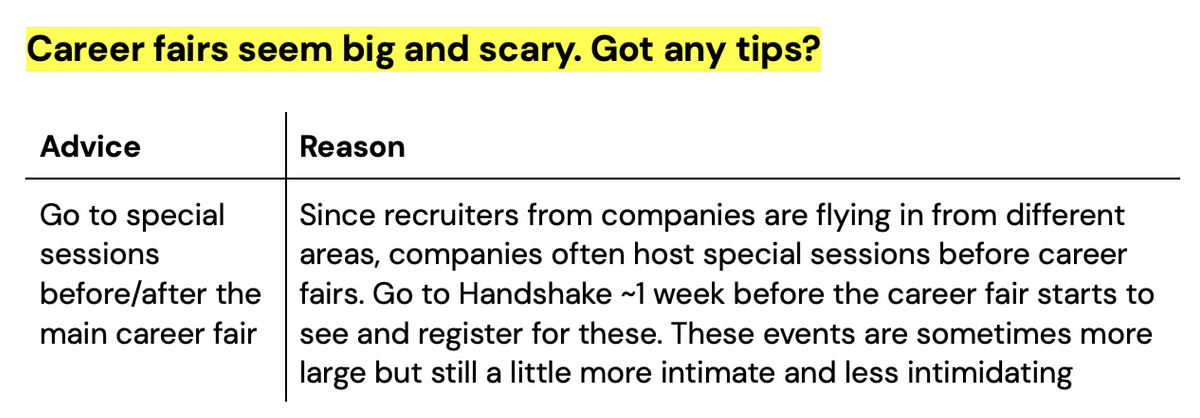 Career fairs seem big and scary. Got any tips?
Advice
Reason
Go to special
sessions
before/after the
main career fair
Since recruiters from companies are flying in from different
areas, companies often host special sessions before career
fairs. Go to Handshake ~1 week before the career fair starts to
see and register for these. These events are sometimes more
large but still a little more intimate and less intimidating